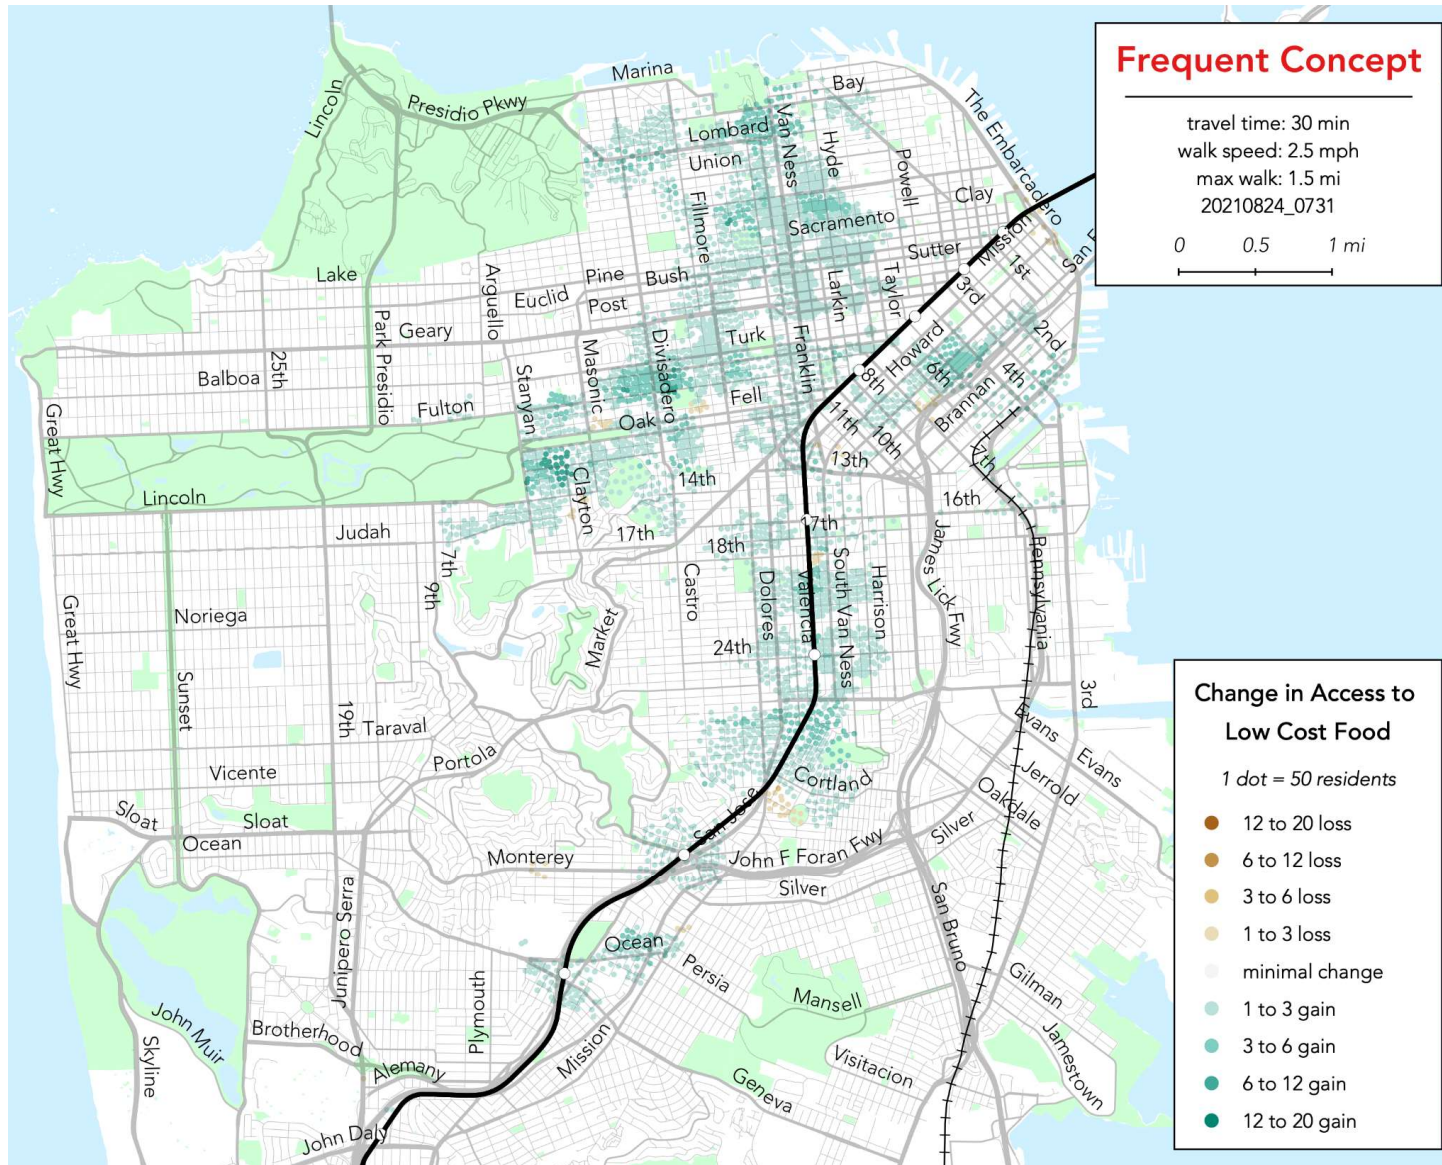 Frequent Concept
travel time: 30 min
walk speed: 2.5 mph
max walk: 1.5 mi
20210824_0731
0 0.5 1 mi
Marina
Bay
Presidio Pkwy
Lincoln
The Embarcadero
Lombard
Van Ness
Hyde
Union
Powell
Clay
Fillmore
Sacramento
Mission
San F
Sutter
1st
Lake
Arguello
Pine
Bush
Larkin
Taylor
3rd
Euclid
Post
Geary
Park Presidio
Divisadero
Turk
Franklin
Howard
2nd
25th
Balboa
Stanyan
Masonic
8th
6th
4th
Fulton
Fell
Oak
Brannan
11th
10th
Great Hwy
13th
7th
Lincoln
Clayton
14th
16th
Judah
17th
17th
18th
7th
9th
Castro
Dolores
Valencia
South Van Ness
Harrison
James Lick Fwy
Pennsylvania
Great Hwy
Noriega
Market
24th
Sunset
19th
Taraval
3rd
Evans
Evans
Portola
Vicente
Cortland
Jerrold
Oakdale
Sloat
Sloat
Ocean
San Jose
Silver
Monterey
John F Foran Fwy
Silver
Junipero Serra
San Bruno
Ocean
Persia
Plymouth
Mansell
Gilman
John Muir
Brotherhood
Skyline
Mission
Jamestown
Alemany
Visitacion
Geneva
John Daly
Change in Access to
Low Cost Food
1 dot = 50 residents
12 to 20 loss
6 to 12 loss
3 to 6 loss
1 to 3 loss
minimal change
1 to 3 gain
3 to 6 gain
6 to 12 gain
12 to 20 gain